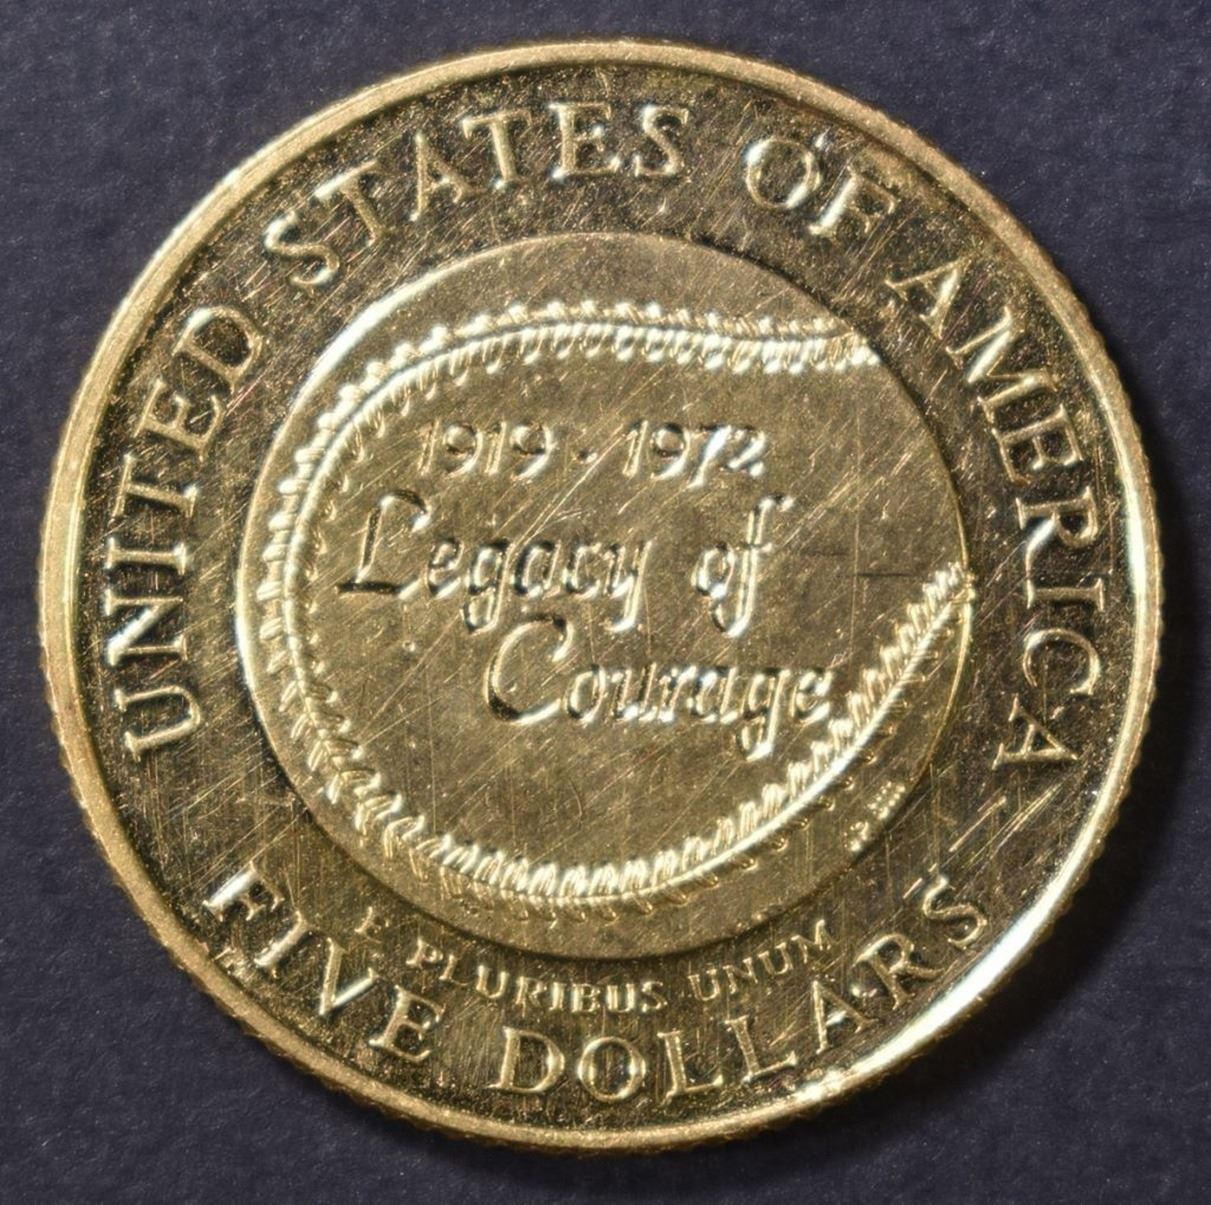 UNITED STATES OF AMERICA
1919 · 1972
Legacy of
Courage
E PLURIBUS UNUM
FIVE DOLLARS